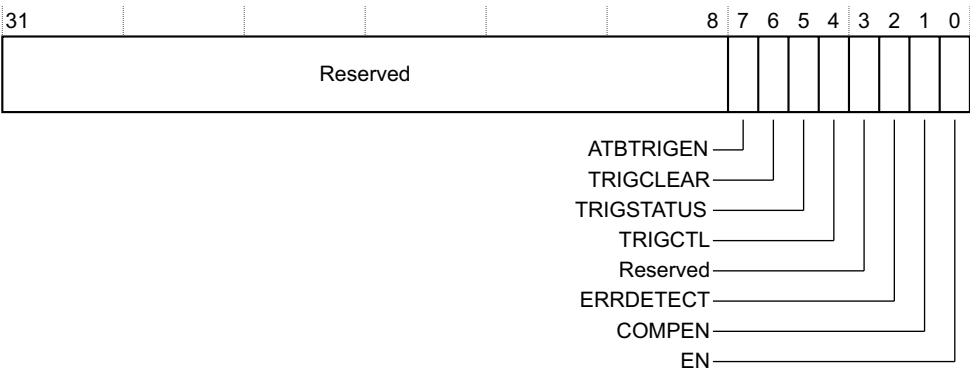 31 8 7 6 5 4 3 2 1 0
Reserved
ATBTRIGEN
TRIGCLEAR
TRIGSTATUS
TRIGCTL
Reserved
ERRDETECT
COMPEN
EN